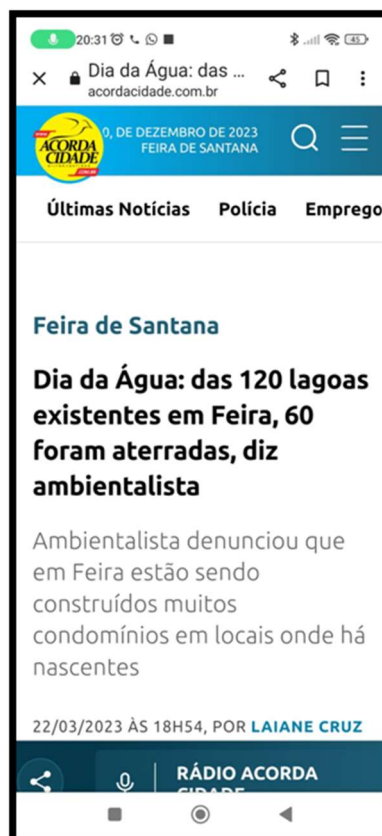 20:31
45
Dia da Água: das ...
acordacidade.com.br
ACORDA
CIDADE
0, DE DEZEMBRO DE 2023
FEIRA DE SANTANA
Últimas Notícias Polícia Emprego
Feira de Santana
Dia da Água: das 120 lagoas
existentes em Feira, 60
foram aterradas, diz
ambientalista
Ambientalista denunciou que
em Feira estão sendo
construídos muitos
condomínios em locais onde há
nascentes
22/03/2023 ÀS 18H54, POR LAIANE CRUZ
RÁDIO ACORDA
CIDADE